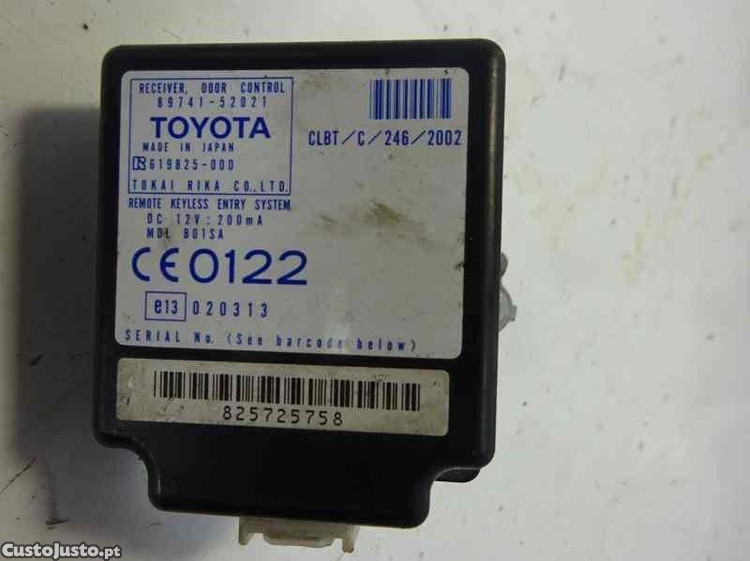 RECEIVER, DOOR CONTROL
89741-52021
TOYOTA
MADE IN JAPAN
R 619825-000
TOKAI RIKA CO., LTD.
CLBT/C/246/2002
REMOTE KEYLESS ENTRY SYSTEM
DC 12V : 200mA
MDL B01SA
CE0122
e13 020313
SERIAL No. (See barcode below)
825725758
CustoJusto.pt